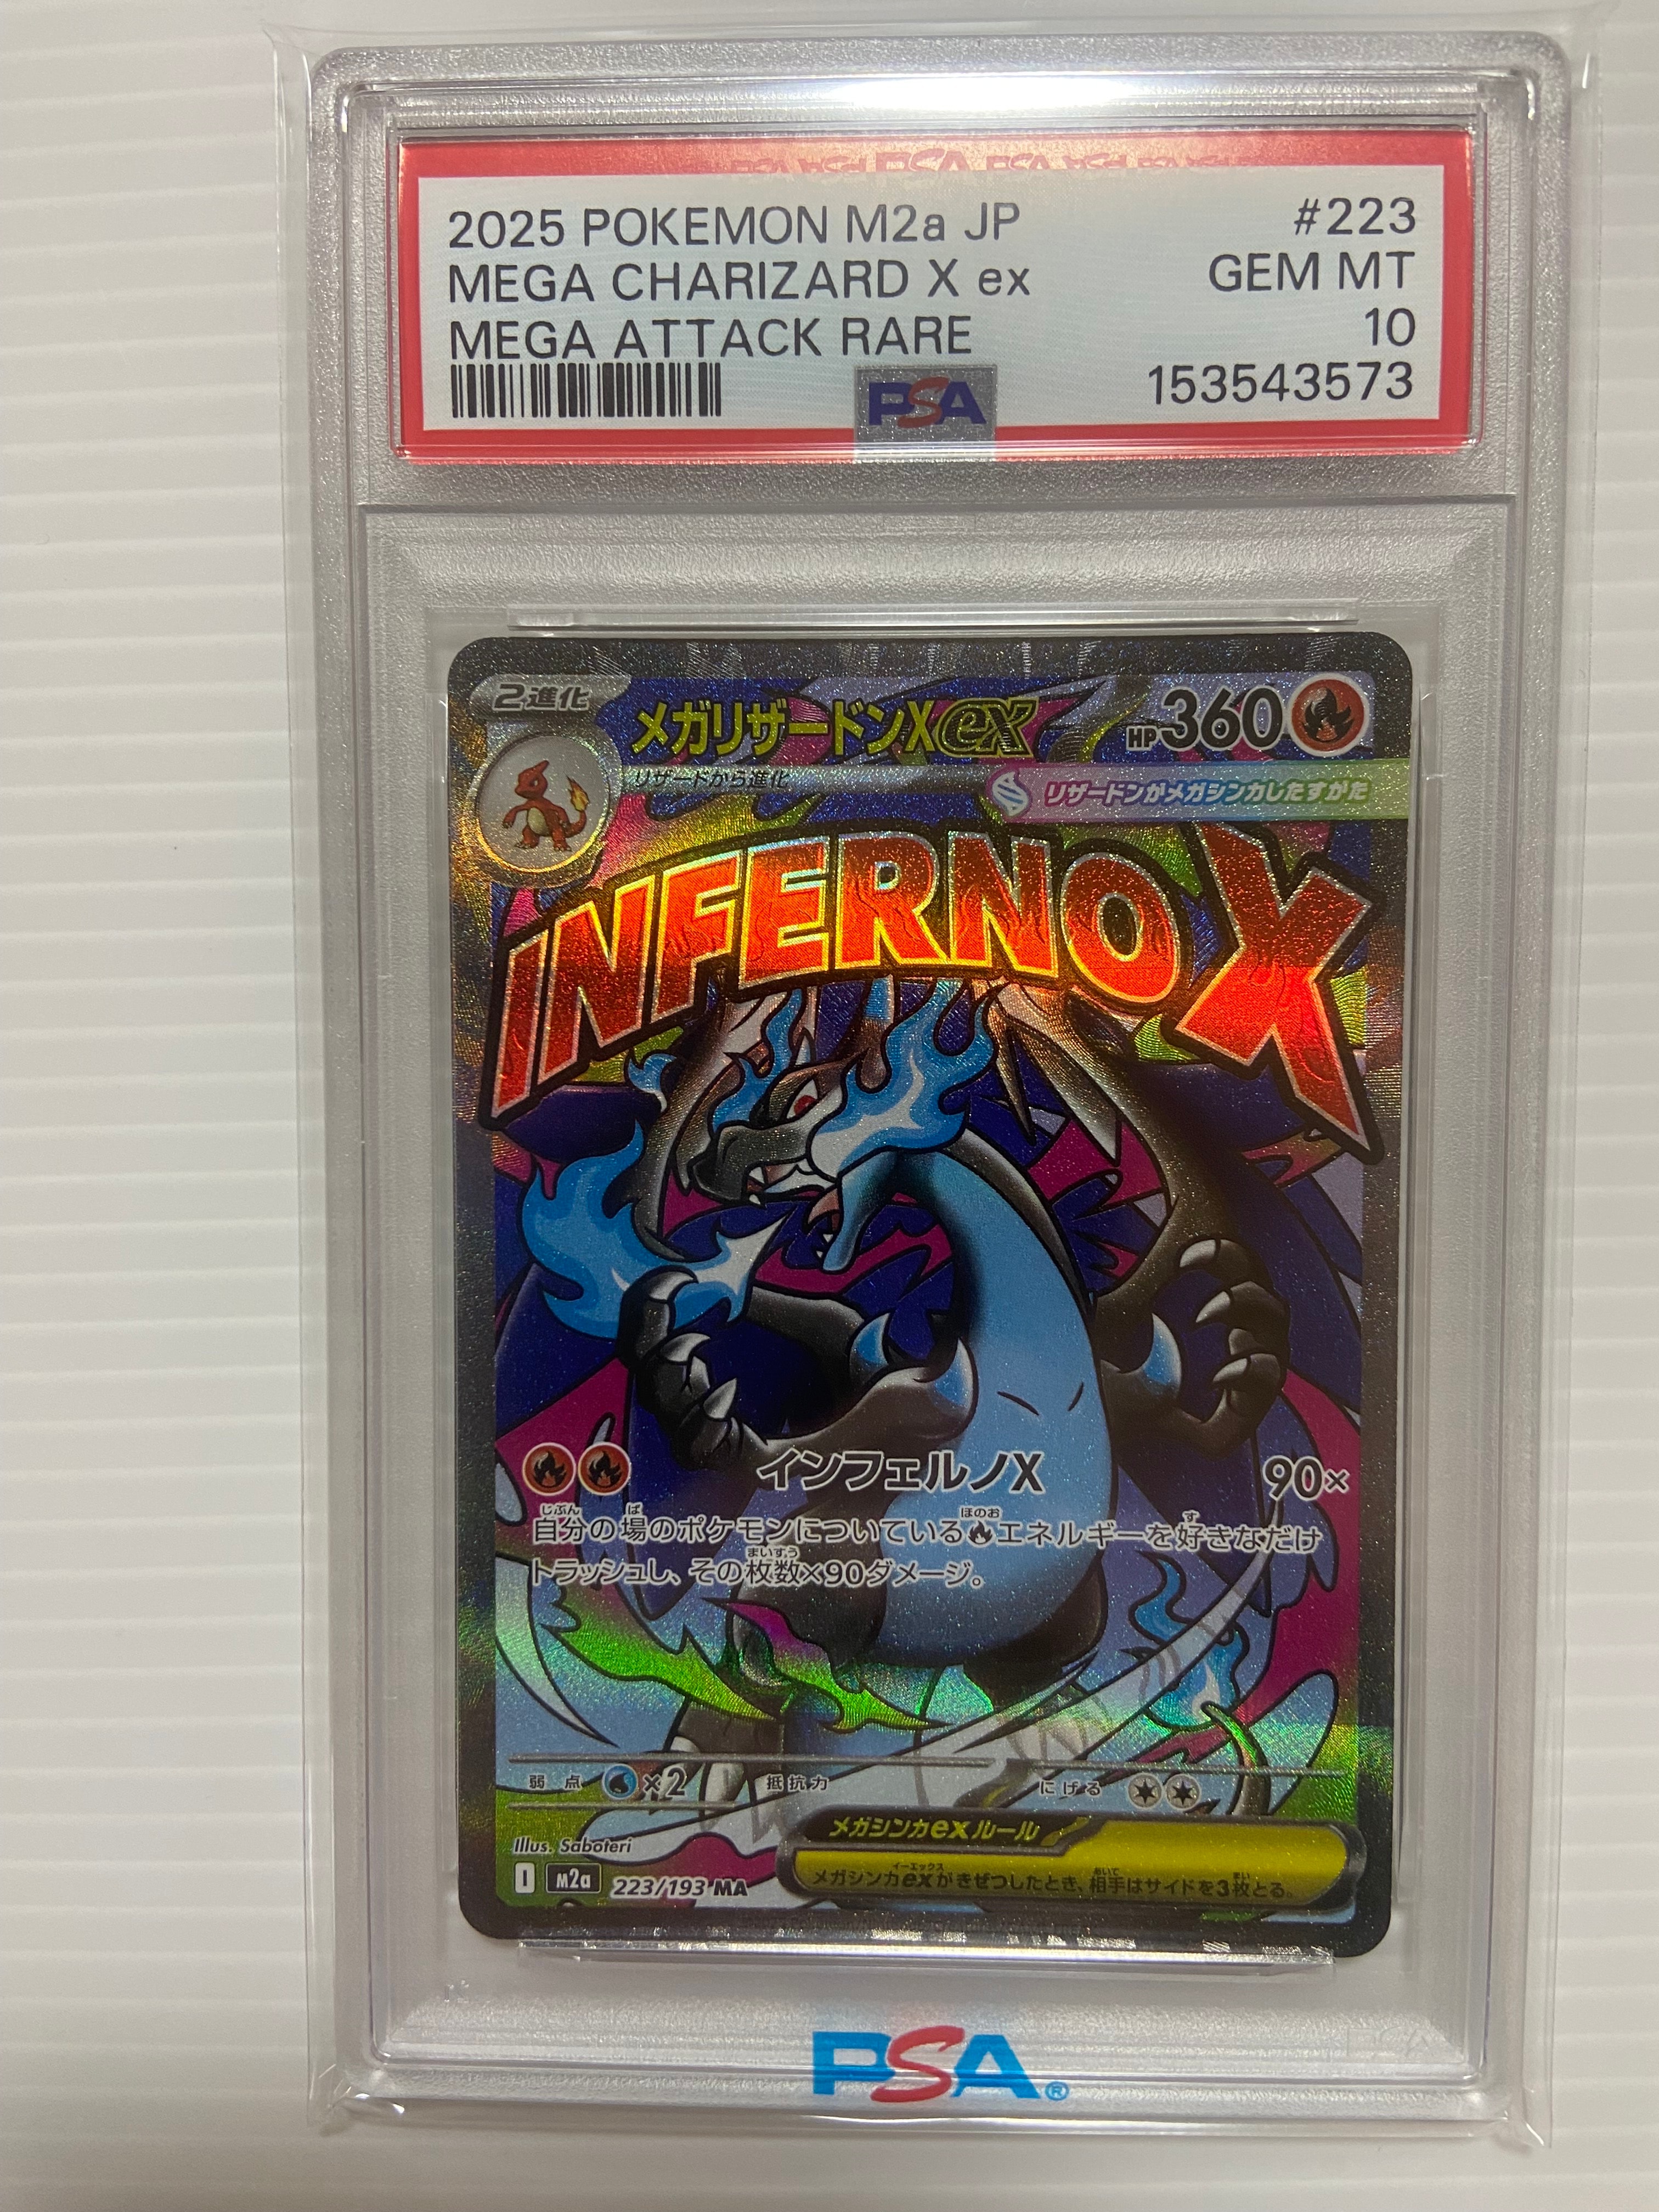 2025 POKEMON M2a JP #223
MEGA CHARIZARD X ex GEM MT
MEGA ATTACK RARE 10
PSA 153543573
2進化 メガリザードンXex HP360
リザードから進化 リザードンがメガシンカしたすがた
INFERNO X
インフェルノX 90×
自分の場のポケモンについているエネルギーを好きなだけ
トラッシュし、その枚数×90ダメージ。
弱点 ×2 抵抗力 にげる
メガシンカexルール
メガシンカexがきぜつしたとき、相手はサイドを3枚とる。
Illus. Saboteri
I M2a 223/193 MA
PSA®